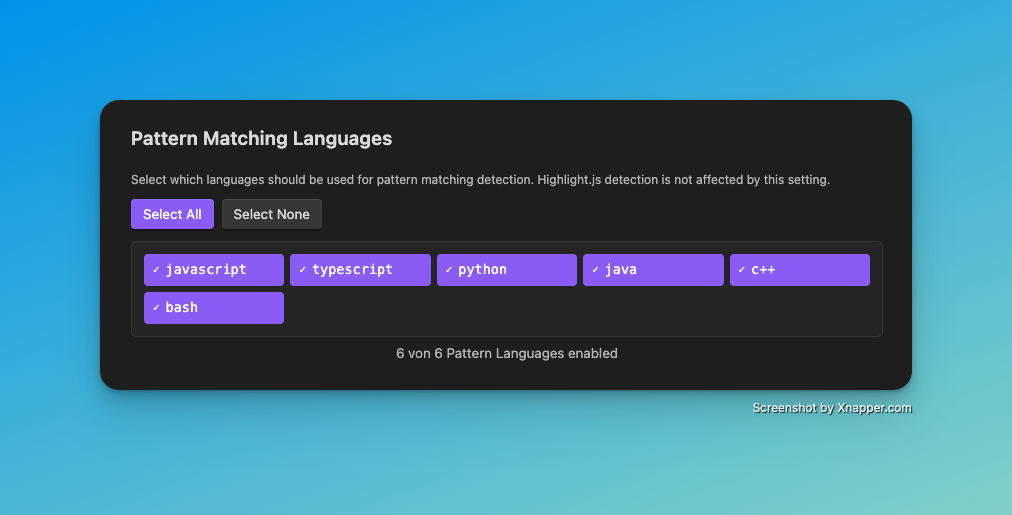 Pattern Matching Languages
Select which languages should be used for pattern matching detection. Highlight.js detection is not affected by this setting.
Select All Select None
✓ javascript ✓ typescript ✓ python ✓ java ✓ c++
✓ bash
6 von 6 Pattern Languages enabled
Screenshot by Xnapper.com